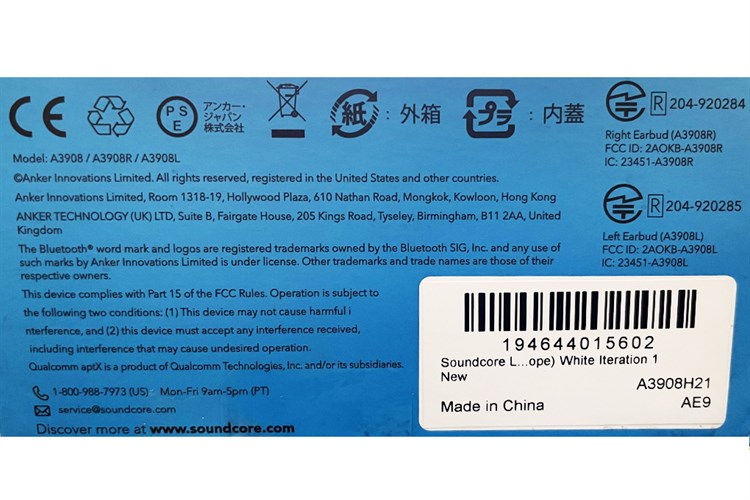 CE
PS
E
アンカー・
ジャパン
株式会社
紙 : 外箱
プラ : 内蓋
R 204-920284
Right Earbud (A3908R)
FCC ID: 2AOKB-A3908R
IC: 23451-A3908R
R 204-920285
Left Earbud (A3908L)
FCC ID: 2AOKB-A3908L
IC: 23451-A3908L
Model: A3908 / A3908R / A3908L
©Anker Innovations Limited. All rights reserved, registered in the United States and other countries.
Anker Innovations Limited, Room 1318-19, Hollywood Plaza, 610 Nathan Road, Mongkok, Kowloon, Hong Kong
ANKER TECHNOLOGY (UK) LTD, Suite B, Fairgate House, 205 Kings Road, Tyseley, Birmingham, B11 2AA, United
Kingdom
The Bluetooth® word mark and logos are registered trademarks owned by the Bluetooth SIG, Inc. and any use of
such marks by Anker Innovations Limited is under license. Other trademarks and trade names are those of their
respective owners.
This device complies with Part 15 of the FCC Rules. Operation is subject to
the following two conditions: (1) This device may not cause harmful i
nterference, and (2) this device must accept any interference received,
including interference that may cause undesired operation.
Qualcomm aptX is a product of Qualcomm Technologies, Inc. and/or its subsidiaries.
1-800-988-7973 (US) Mon-Fri 9am-5pm (PT)
service@soundcore.com
Discover more at www.soundcore.com
194644015602
Soundcore L...ope) White Iteration 1
New
A3908H21
Made in China
AE9